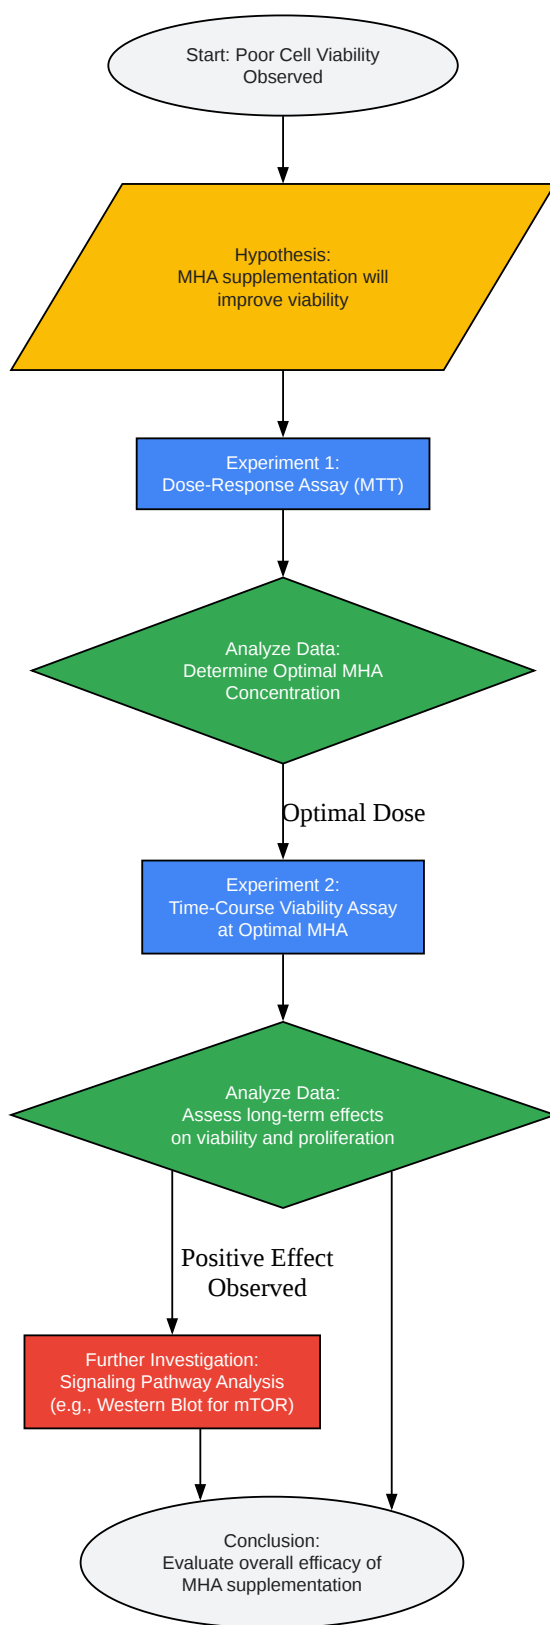 Start: Poor Cell Viability
Observed
Hypothesis:
MHA supplementation will
improve viability
Experiment 1:
Dose-Response Assay (MTT)
Analyze Data:
Determine Optimal MHA
Concentration
Optimal Dose
Experiment 2:
Time-Course Viability Assay
at Optimal MHA
Analyze Data:
Assess long-term effects
on viability and proliferation
Positive Effect
Observed
Further Investigation:
Signaling Pathway Analysis
(e.g., Western Blot for mTOR)
Conclusion:
Evaluate overall efficacy of
MHA supplementation